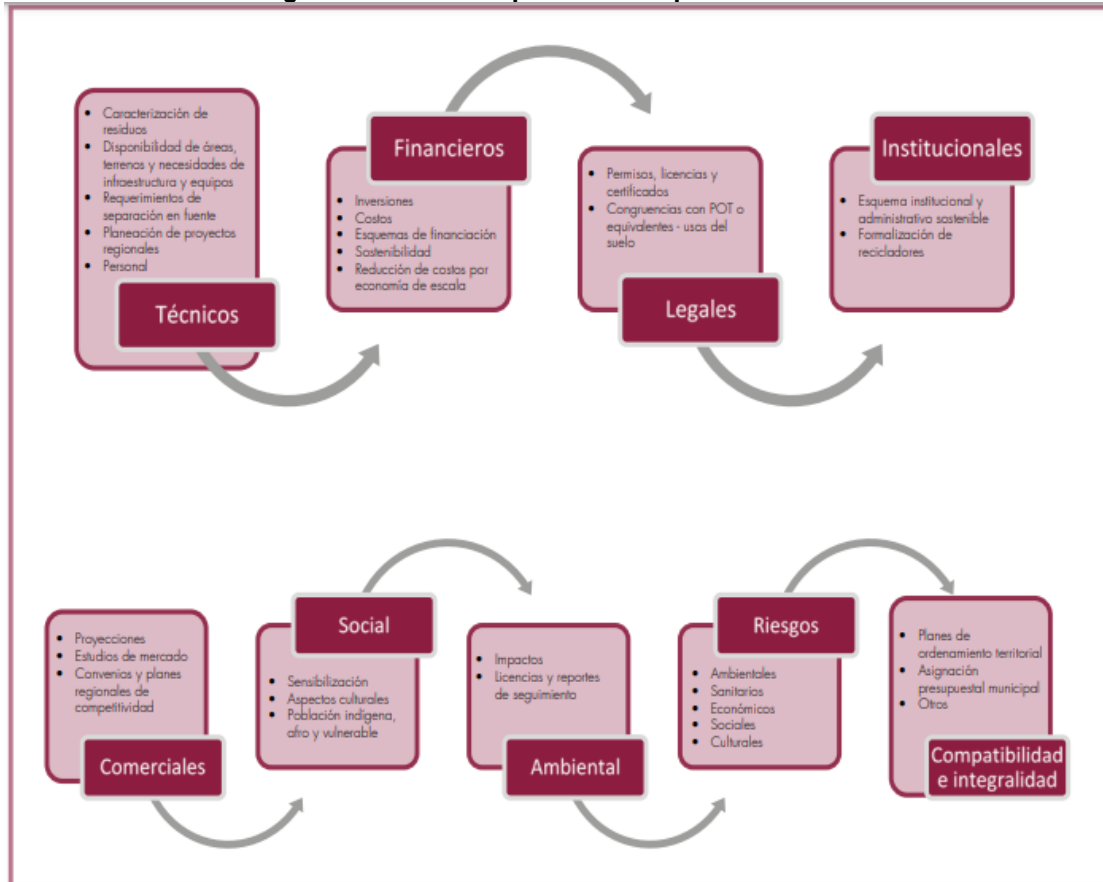 • Caracterización de
residuos
• Disponibilidad de áreas,
terrenos y necesidades de
infraestructura y equipos
• Requerimientos de
separación en fuente
• Planeación de proyectos
regionales
• Personal
Técnicos
Financieros
• Inversiones
• Costos
• Esquemas de financiación
• Sostenibilidad
• Reducción de costos por
economía de escala
• Permisos, licencias y
certificados
• Congruencias con POT o
equivalentes - usos del
suelo
Legales
Institucionales
• Esquema institucional y
administrativo sostenible
• Formalización de
recicladores
• Proyecciones
• Estudios de mercado
• Convenios y planes
regionales de
competitividad
Comerciales
Social
• Sensibilización
• Aspectos culturales
• Población indígena,
afro y vulnerable
• Impactos
• Licencias y reportes
de seguimiento
Ambiental
Riesgos
• Ambientales
• Sanitarios
• Económicos
• Sociales
• Culturales
• Planes de
ordenamiento territorial
• Asignación
presupuestal municipal
• Otros
Compatibilidad
e integralidad